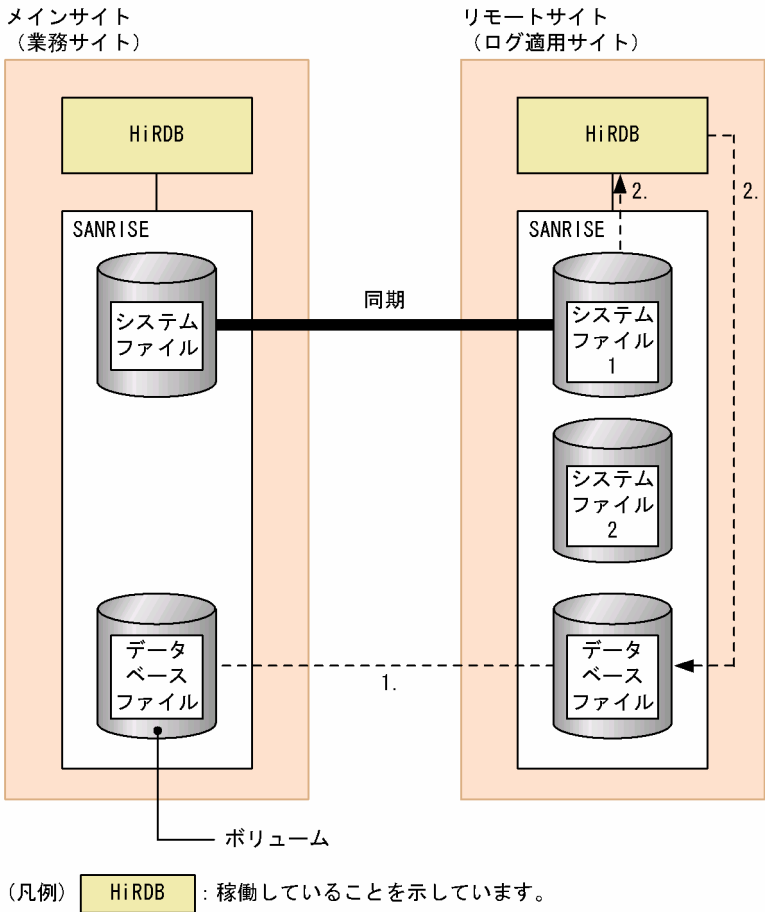 メインサイト
（業務サイト）
リモートサイト
（ログ適用サイト）
HiRDB
HiRDB
2.
2.
SANRISE
SANRISE
システム
ファイル
同期
システム
ファイル
1
システム
ファイル
2
データ
ベース
ファイル
1.
データ
ベース
ファイル
ボリューム
（凡例） HiRDB ：稼働していることを示しています。